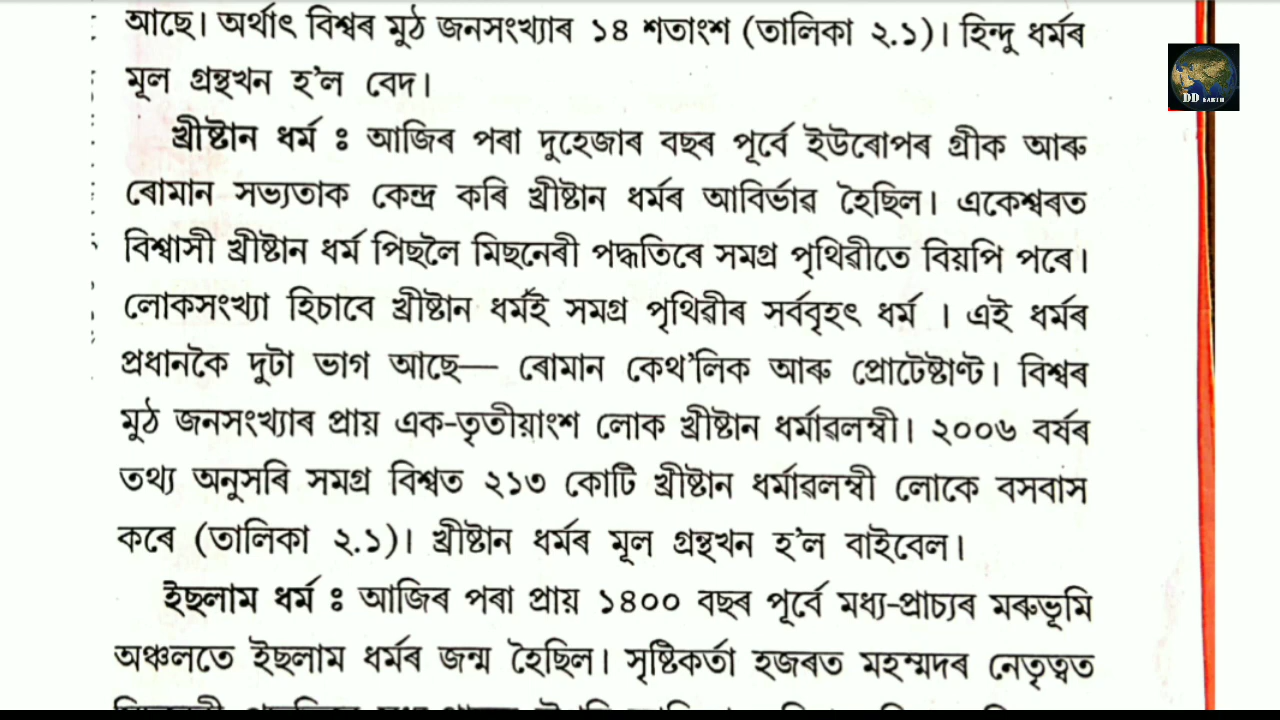 আছে। অৰ্থাৎ বিশ্বৰ মুঠ জনসংখ্যাৰ ১৪ শতাংশ (তালিকা ২.১)। হিন্দু ধৰ্মৰ
মূল গ্ৰন্থখন হ'ল বেদ।
খ্ৰীষ্টান ধৰ্ম ঃ আজিৰ পৰা দুহেজাৰ বছৰ পূৰ্বে ইউৰোপৰ গ্ৰীক আৰু
ৰোমান সভ্যতাক কেন্দ্ৰ কৰি খ্ৰীষ্টান ধৰ্মৰ আবিৰ্ভাৱ হৈছিল। একেশ্বৰত
বিশ্বাসী খ্ৰীষ্টান ধৰ্ম পিছলৈ মিছনেৰী পদ্ধতিৰে সমগ্ৰ পৃথিৱীতে বিয়পি পৰে।
লোকসংখ্যা হিচাবে খ্ৰীষ্টান ধৰ্মই সমগ্ৰ পৃথিৱীৰ সৰ্ববৃহৎ ধৰ্ম । এই ধৰ্মৰ
প্ৰধানকৈ দুটা ভাগ আছে— ৰোমান কেথ'লিক আৰু প্ৰোটেষ্টাণ্ট। বিশ্বৰ
মুঠ জনসংখ্যাৰ প্ৰায় এক-তৃতীয়াংশ লোক খ্ৰীষ্টান ধৰ্মাৱলম্বী। ২০০৬ বৰ্ষৰ
তথ্য অনুসৰি সমগ্ৰ বিশ্বত ২১৩ কোটি খ্ৰীষ্টান ধৰ্মাৱলম্বী লোকে বসবাস
কৰে (তালিকা ২.১)। খ্ৰীষ্টান ধৰ্মৰ মূল গ্ৰন্থখন হ'ল বাইবেল।
ইছলাম ধৰ্ম ঃ আজিৰ পৰা প্ৰায় ১৪০০ বছৰ পূৰ্বে মধ্য-প্ৰাচ্যৰ মৰুভূমি
অঞ্চলতে ইছলাম ধৰ্মৰ জন্ম হৈছিল। সৃষ্টিকৰ্তা হজৰত মহম্মদৰ নেতৃত্বত
DD EARTH